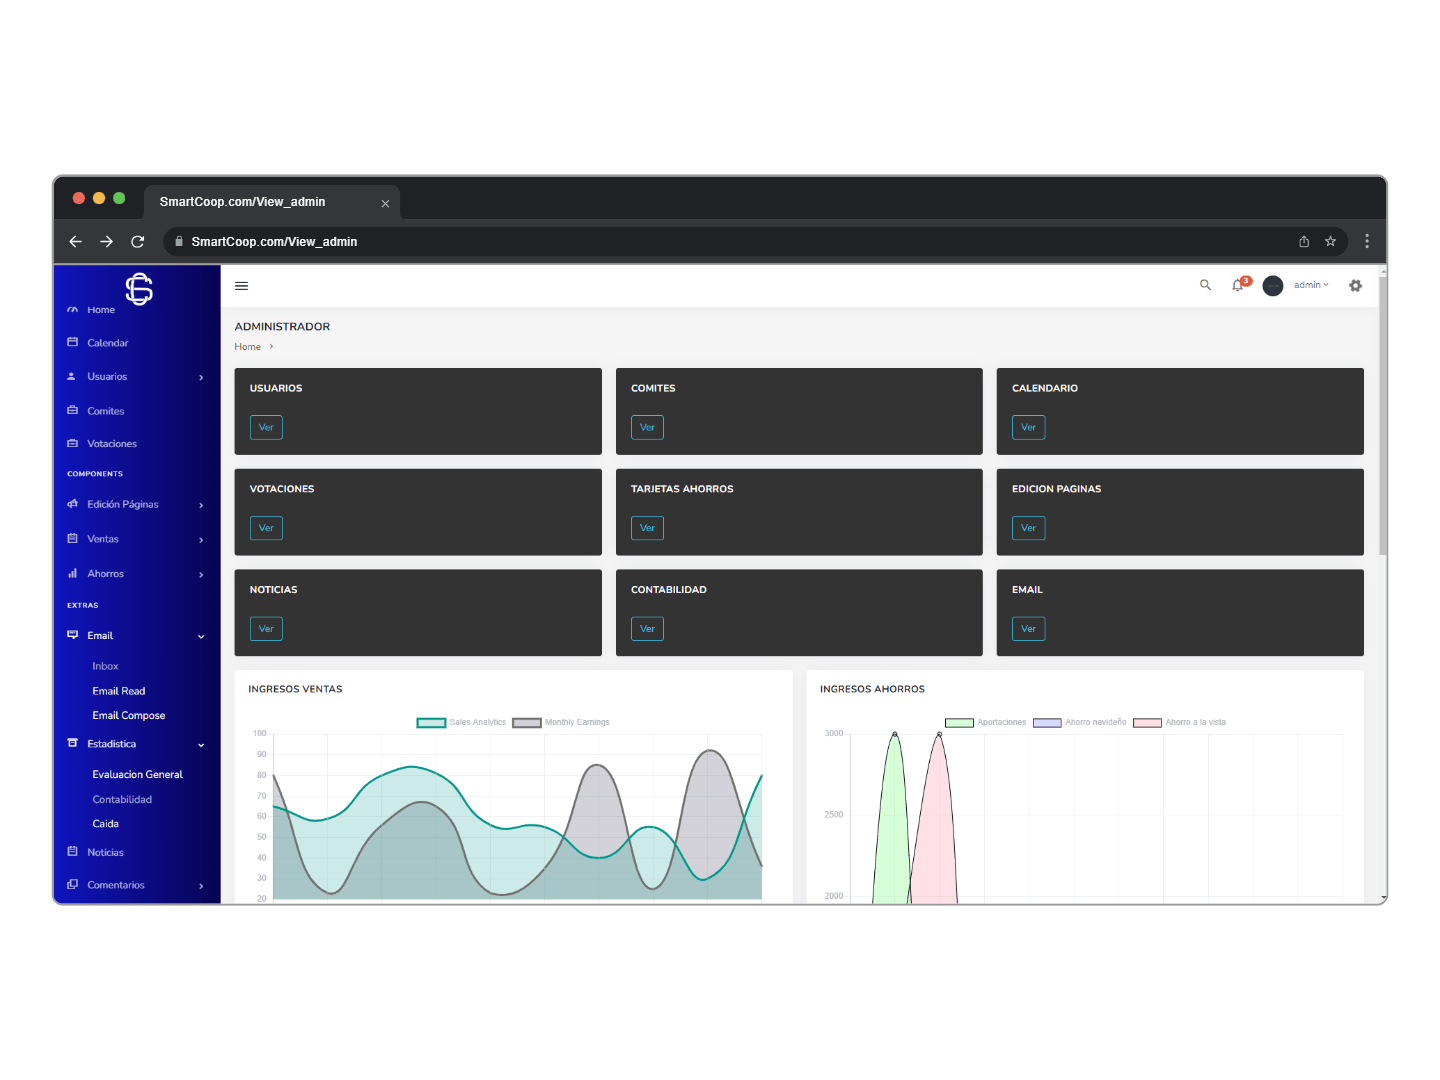 SmartCoop.com/View_admin
SmartCoop.com/View_admin
Home
Calendar
Usuarios
Comites
Votaciones
COMPONENTS
Edición Páginas
Ventas
Ahorros
EXTRAS
Email
Inbox
Email Read
Email Compose
Estadistica
Evaluacion General
Contabilidad
Caida
Noticias
Comentarios
3
admin
ADMINISTRADOR
Home
USUARIOS
Ver
COMITES
Ver
CALENDARIO
Ver
VOTACIONES
Ver
TARJETAS AHORROS
Ver
EDICION PAGINAS
Ver
NOTICIAS
Ver
CONTABILIDAD
Ver
EMAIL
Ver
INGRESOS VENTAS
Sales Analytics Monthly Earnings
100
90
80
70
60
50
40
30
20
INGRESOS AHORROS
Aportaciones Ahorro navideño Ahorro a la vista
3000
2500
2000